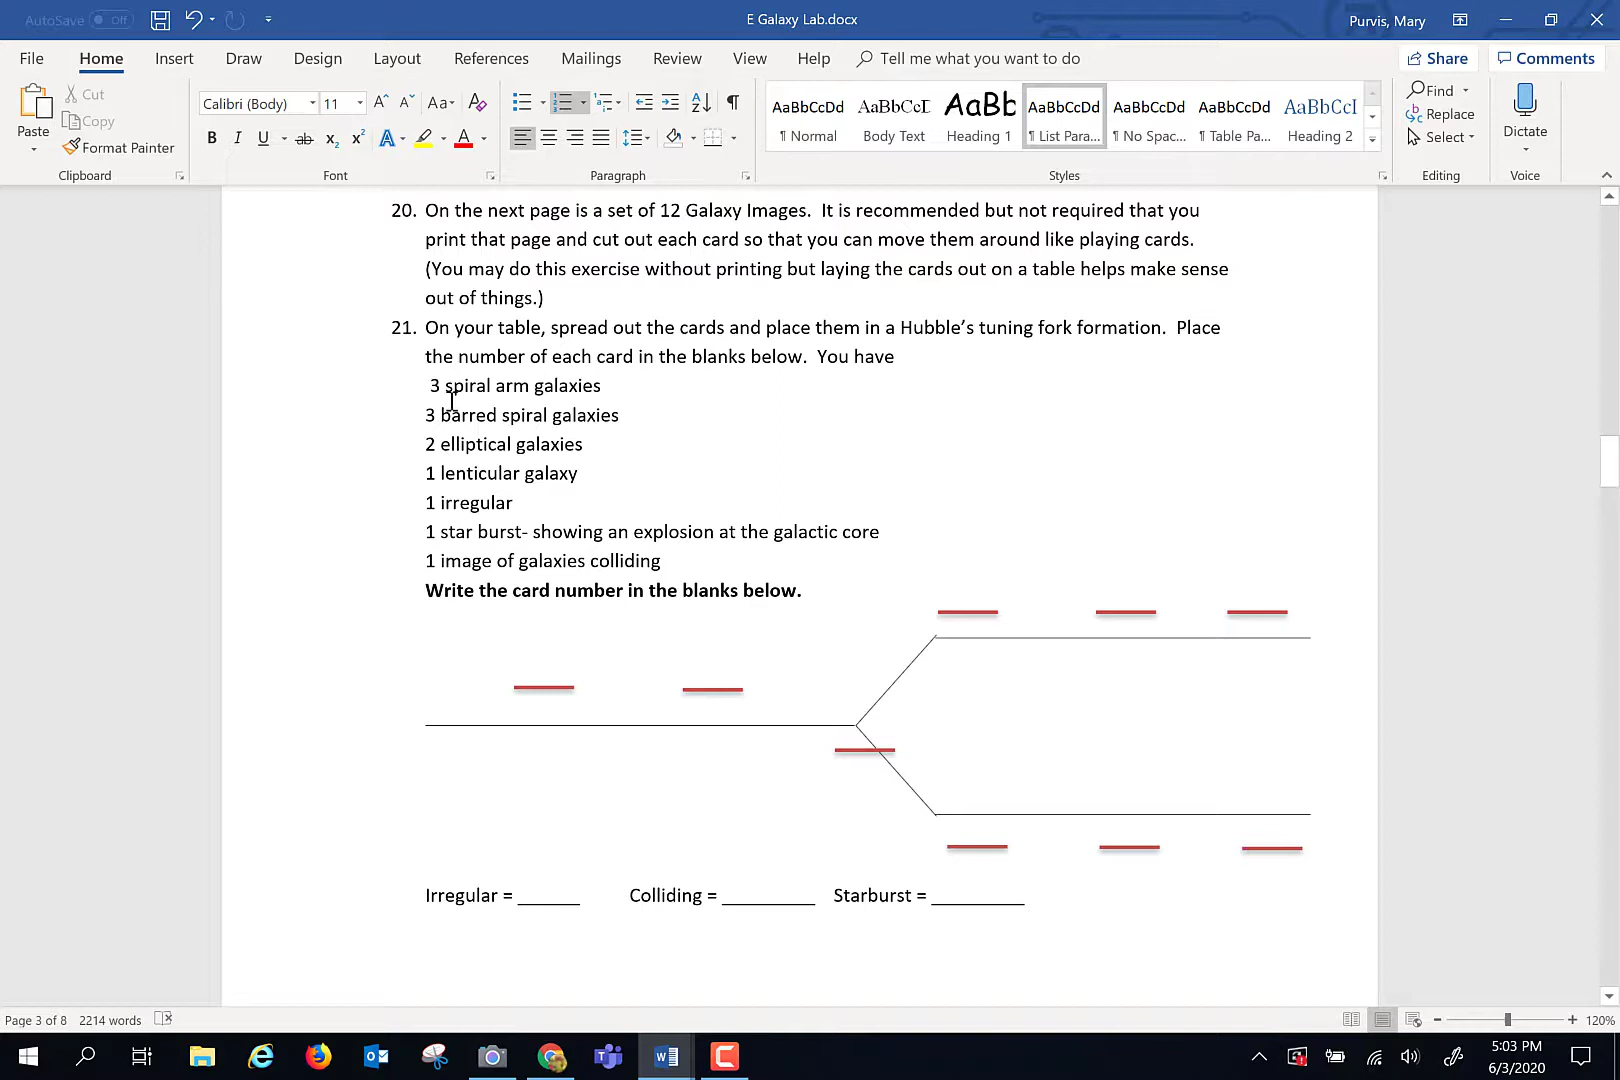 AutoSave Off
E Galaxy Lab.docx
Purvis, Mary
File Home Insert Draw Design Layout References Mailings Review View Help Tell me what you want to do Share Comments
Paste
Cut
Copy
Format Painter
Clipboard
Calibri (Body) 11
Font
Paragraph
AaBbCcDd AaBbCcI AaBb AaBbCcDd AaBbCcDd AaBbCcDd AaBbCcI
¶ Normal Body Text Heading 1 ¶ List Para... ¶ No Spac... ¶ Table Pa... Heading 2
Styles
Find
Replace
Select
Editing
Dictate
Voice
20. On the next page is a set of 12 Galaxy Images. It is recommended but not required that you
print that page and cut out each card so that you can move them around like playing cards.
(You may do this exercise without printing but laying the cards out on a table helps make sense
out of things.)
21. On your table, spread out the cards and place them in a Hubble’s tuning fork formation. Place
the number of each card in the blanks below. You have
3 spiral arm galaxies
3 barred spiral galaxies
2 elliptical galaxies
1 lenticular galaxy
1 irregular
1 star burst- showing an explosion at the galactic core
1 image of galaxies colliding
Write the card number in the blanks below.
Irregular = ______ Colliding = _________ Starburst = _________
Page 3 of 8 2214 words
120%
5:03 PM
6/3/2020